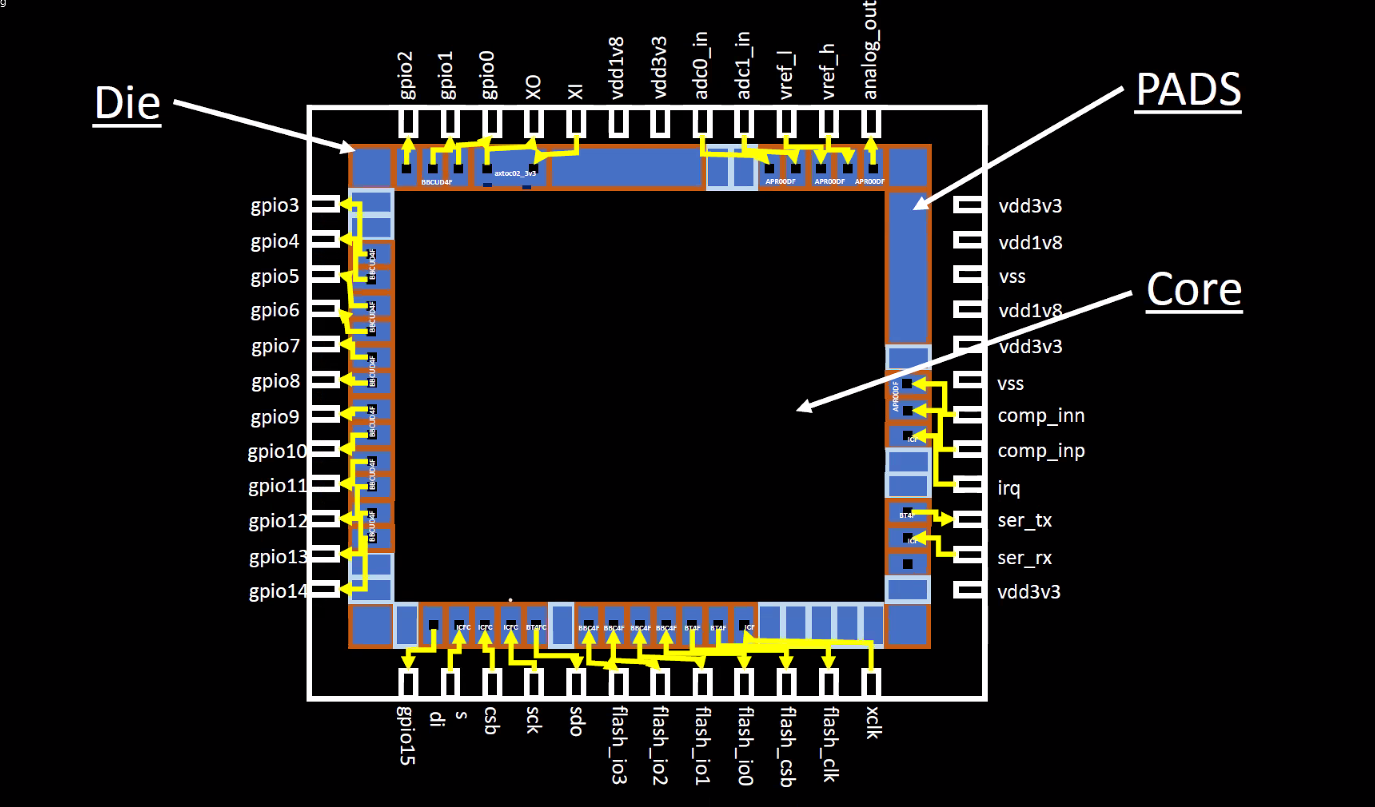 g
gpio2
gpio1
gpio0
XO
XI
vdd1v8
vdd3v3
adc0_in
adc1_in
vref_l
vref_h
analog_out
Die
PADS
Core
BBCUD4F
axtoc02_3v3
APR00DF
APR00DF
APR00DF
gpio3
gpio4
gpio5
gpio6
gpio7
gpio8
gpio9
gpio10
gpio11
gpio12
gpio13
gpio14
BBCUD4F
BBCUD4F
BBCUD4F
BBCUD4F
BBCUD4F
BBCUD4F
vdd3v3
vdd1v8
vss
vdd1v8
vdd3v3
vss
comp_inn
comp_inp
irq
ser_tx
ser_rx
vdd3v3
APR00DF
ICF
BT4F
ICF
ICFC
ICFC
ICFC
BT4FC
BBC4F
BBC4F
BBC4F
BBC4F
BT4F
BT4F
ICF
gpio15
di
s
csb
sck
sdo
flash_io3
flash_io2
flash_io1
flash_io0
flash_csb
flash_clk
xclk